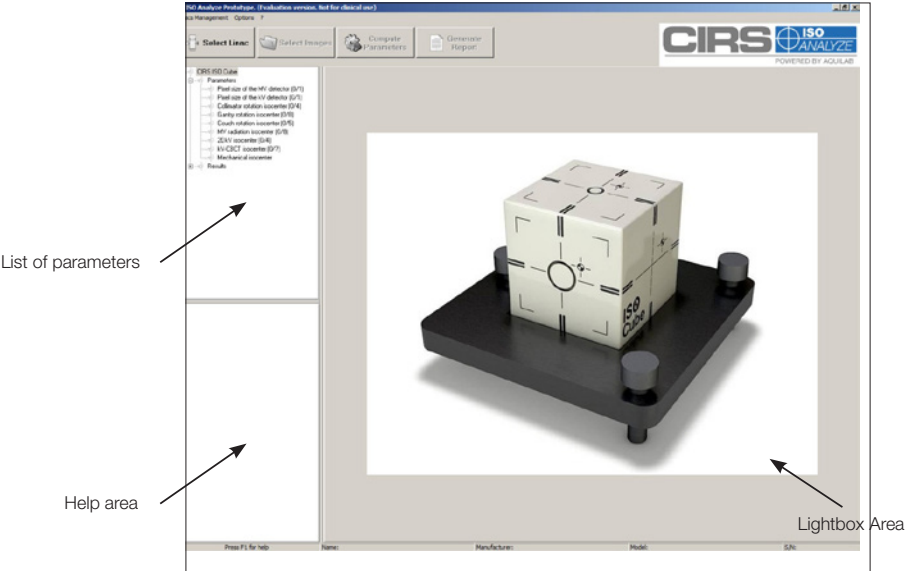 ISO Analyze Prototype. (Evaluation version. Not for clinical use)
Management Options ?
Select Linac
Select Images
Compute Parameters
Generate Report
CIRS ISO ANALYZE
POWERED BY AQUILAB
CIRS ISO Cube
Parameters
Pixel size of the MV detector (0/1)
Pixel size of the kV detector (0/1)
Collimator rotation isocenter (0/4)
Gantry rotation isocenter (0/8)
Couch rotation isocenter (0/5)
MV radiation isocenter (0/8)
2DkV isocenter (0/4)
kV-CBCT isocenter (0/7)
Mechanical isocenter
Results
ISO
Cube
List of parameters
Help area
Lightbox Area
Press F1 for help Name: Manufacturer: Model: S/N: